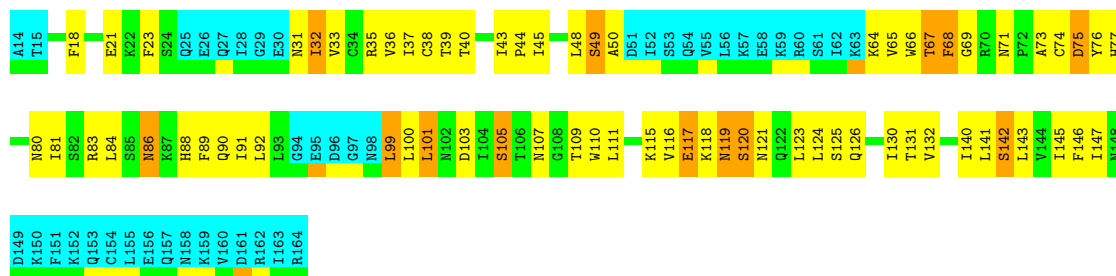 A14 T15 F18 E21 K22 F23 S24 Q25 E26 Q27 I28 G29 E30 N31 I32 V33 C34 R35 V36 I37 C38 T39 T40 I43 P44 I45 L48 S49 A50 D51 I52 S53 Q54 V55 L56 K57 E58 K59 R60 S61 I62 K63 K64 V65 W66 T67 F68 G69 R70 N71 P72 A73 C74 D75 Y76 H77
N80 I81 S82 R83 L84 S85 N86 K87 H88 F89 Q90 I91 L92 L93 G94 E95 D96 G97 N98 L99 L100 L101 N102 D103 I104 S105 T106 N107 G108 T109 W110 L111 K115 V116 E117 K118 N119 S120 N121 Q122 L123 L124 S125 Q126 I130 T131 V132 I140 L141 S142 L143 V144 I145 F146 I147 N148
D149 K150 F151 K152 Q153 C154 L155 E156 Q157 N158 K159 V160 D161 R162 I163 R164